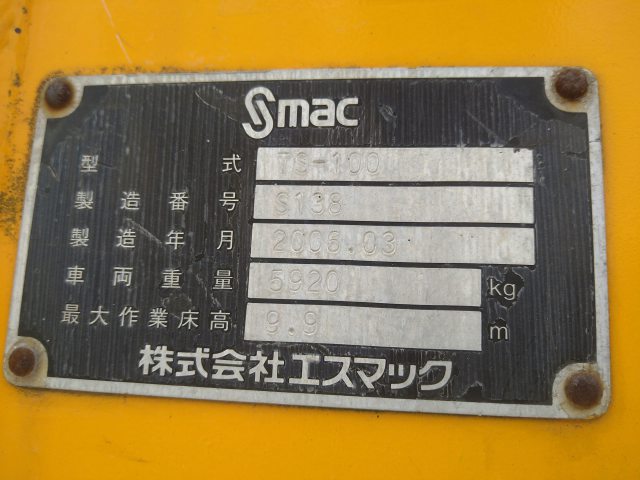 Smac
型式 TS-100
製造番号 S138
製造年月 2006.03
車両重量 5920 kg
最大作業床高 9.9 m
株式会社エスマック